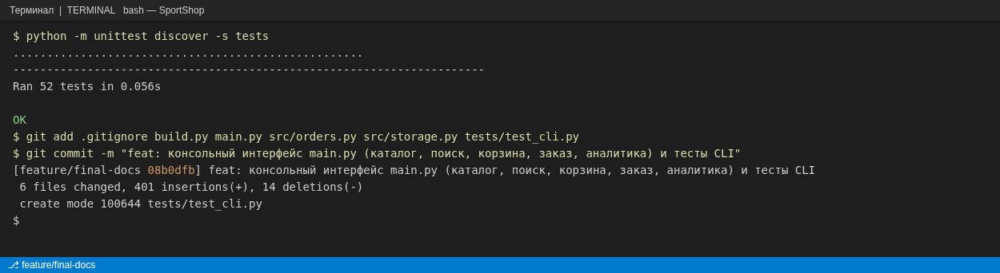 Терминал | TERMINAL bash — SportShop
$ python -m unittest discover -s tests
....................................................
----------------------------------------------------------------------
Ran 52 tests in 0.056s
OK
$ git add .gitignore build.py main.py src/orders.py src/storage.py tests/test_cli.py
$ git commit -m "feat: консольный интерфейс main.py (каталог, поиск, корзина, заказ, аналитика) и тесты CLI"
[feature/final-docs 08b0dfb] feat: консольный интерфейс main.py (каталог, поиск, корзина, заказ, аналитика) и тесты CLI
6 files changed, 401 insertions(+), 14 deletions(-)
create mode 100644 tests/test_cli.py
$
⎇ feature/final-docs